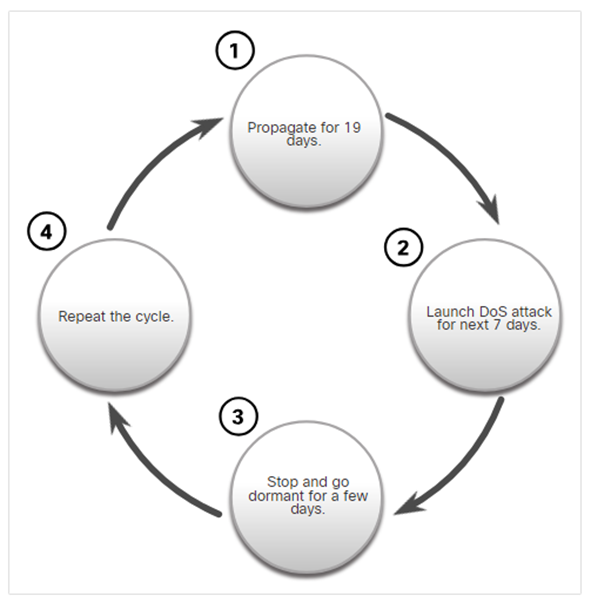 1
Propagate for 19
days.
2
Launch DoS attack
for next 7 days.
3
Stop and go
dormant for a few
days.
4
Repeat the cycle.